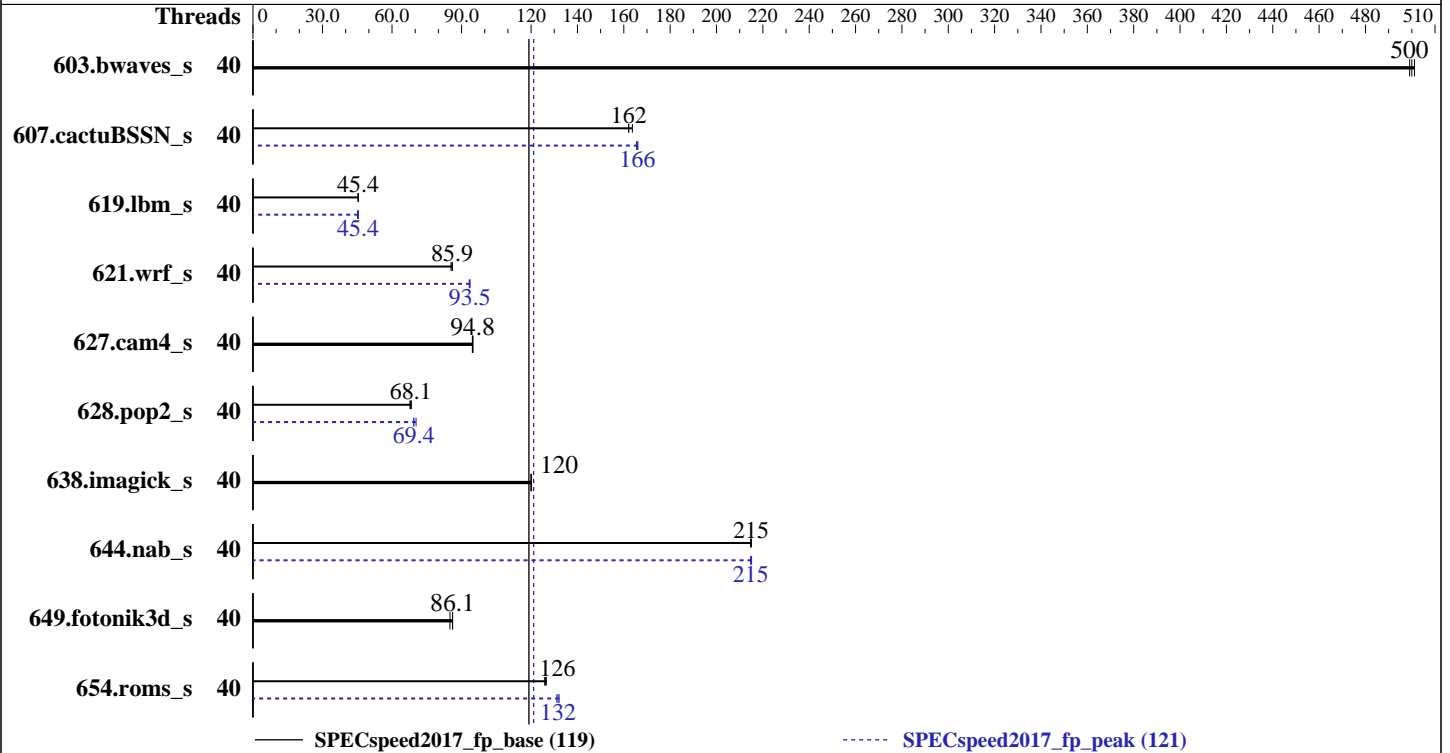 Threads 0 30.0 60.0 90.0 120 140 160 180 200 220 240 260 280 300 320 340 360 380 400 420 440 460 480 510
603.bwaves_s 40 500
607.cactuBSSN_s 40 162
166
619.lbm_s 40 45.4
45.4
621.wrf_s 40 85.9
93.5
627.cam4_s 40 94.8
628.pop2_s 40 68.1
69.4
638.imagick_s 40 120
644.nab_s 40 215
215
649.fotonik3d_s 40 86.1
654.roms_s 40 126
132
SPECspeed2017_fp_base (119) SPECspeed2017_fp_peak (121)